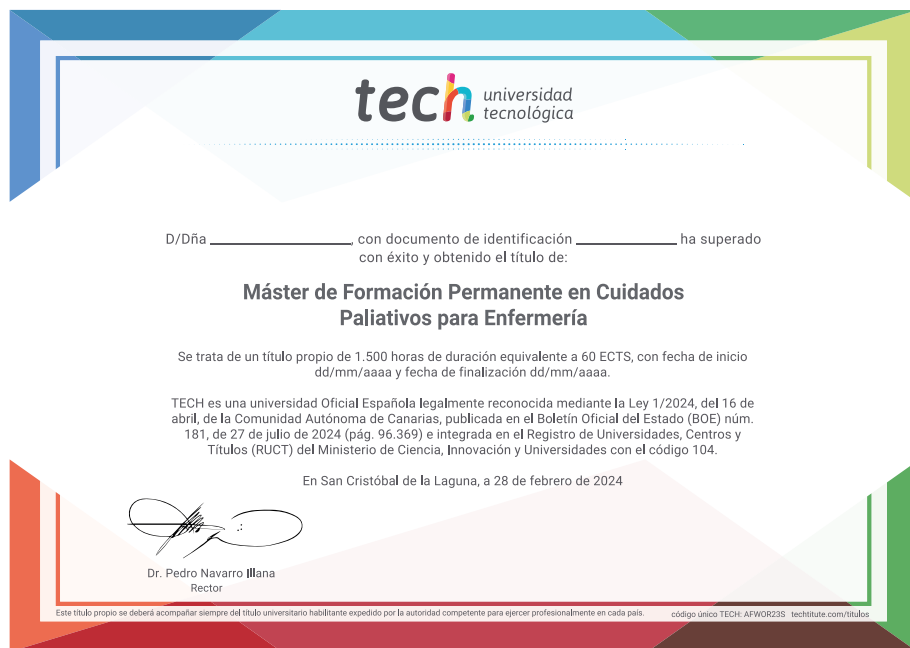 tech universidad
tecnológica
D/Dña ____________________, con documento de identificación ______________ ha superado
con éxito y obtenido el título de:
Máster de Formación Permanente en Cuidados
Paliativos para Enfermería
Se trata de un título propio de 1.500 horas de duración equivalente a 60 ECTS, con fecha de inicio
dd/mm/aaaa y fecha de finalización dd/mm/aaaa.
TECH es una universidad Oficial Española legalmente reconocida mediante la Ley 1/2024, del 16 de
abril, de la Comunidad Autónoma de Canarias, publicada en el Boletín Oficial del Estado (BOE) núm.
181, de 27 de julio de 2024 (pág. 96.369) e integrada en el Registro de Universidades, Centros y
Títulos (RUCT) del Ministerio de Ciencia, Innovación y Universidades con el código 104.
En San Cristóbal de la Laguna, a 28 de febrero de 2024
Dr. Pedro Navarro Illana
Rector
Este título propio se deberá acompañar siempre del título universitario habilitante expedido por la autoridad competente para ejercer profesionalmente en cada país. código único TECH: AFWOR23S techtitute.com/titulos